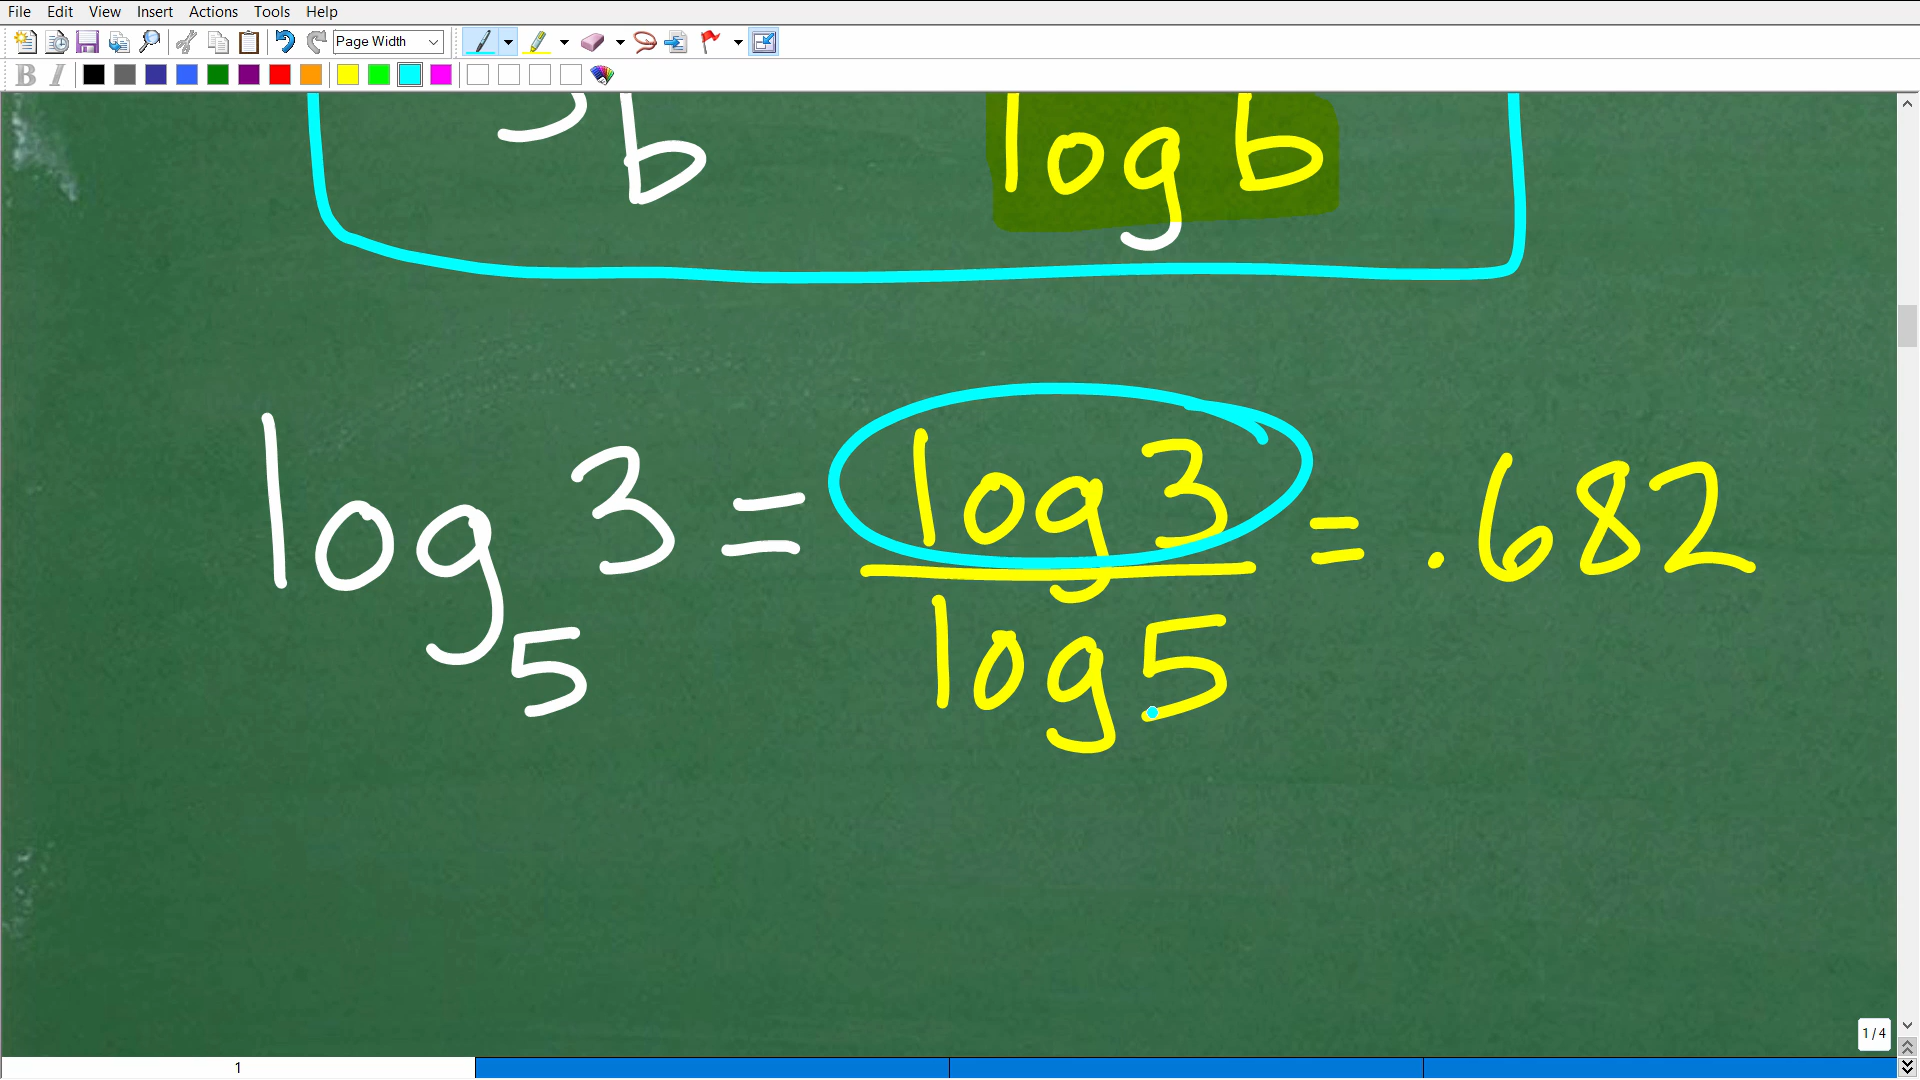 File Edit View Insert Actions Tools Help
Page Width
B I
b log b
log₅ 3 = log 3 / log 5 = .682
1 / 4
1